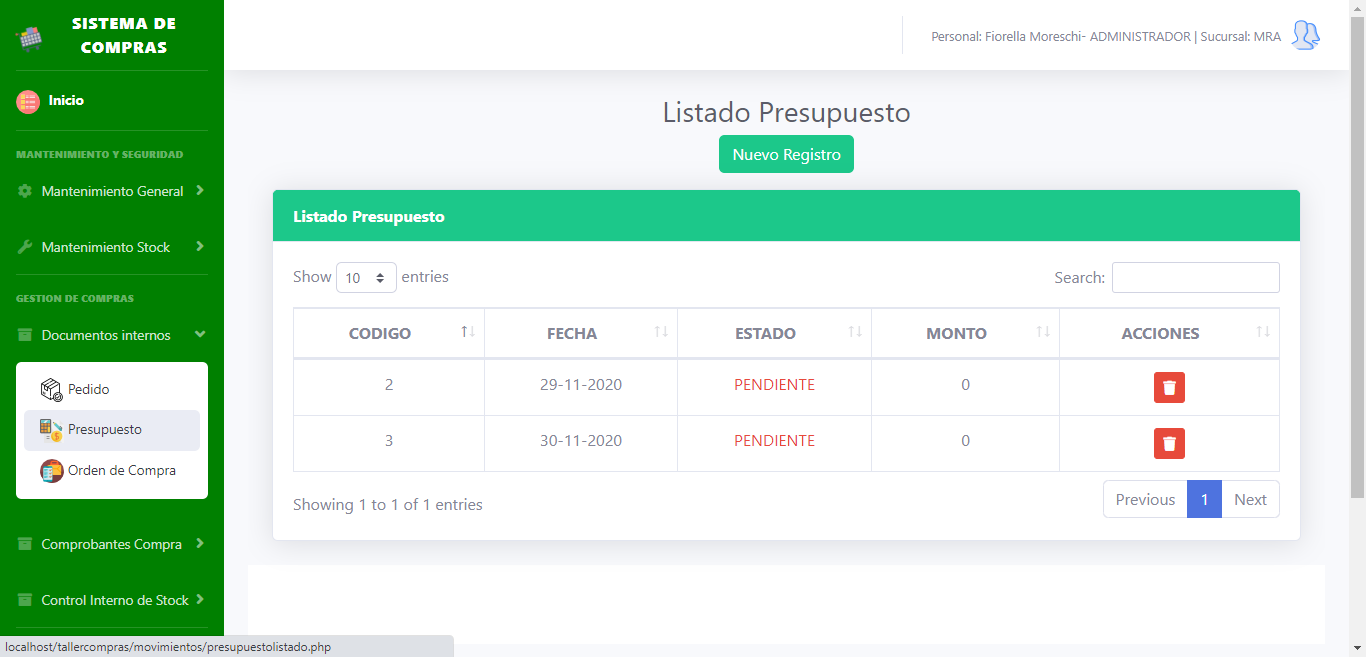 SISTEMA DE
COMPRAS
Personal: Fiorella Moreschi- ADMINISTRADOR | Sucursal: MRA
Inicio
MANTENIMIENTO Y SEGURIDAD
Mantenimiento General
Mantenimiento Stock
GESTION DE COMPRAS
Documentos internos
Pedido
Presupuesto
Orden de Compra
Comprobantes Compra
Control Interno de Stock
Listado Presupuesto
Nuevo Registro
Listado Presupuesto
Show 10 entries
Search:
CODIGO FECHA ESTADO MONTO ACCIONES
2 29-11-2020 PENDIENTE 0
3 30-11-2020 PENDIENTE 0
Showing 1 to 1 of 1 entries
Previous 1 Next
localhost/tallercompras/movimientos/presupuestolistado.php